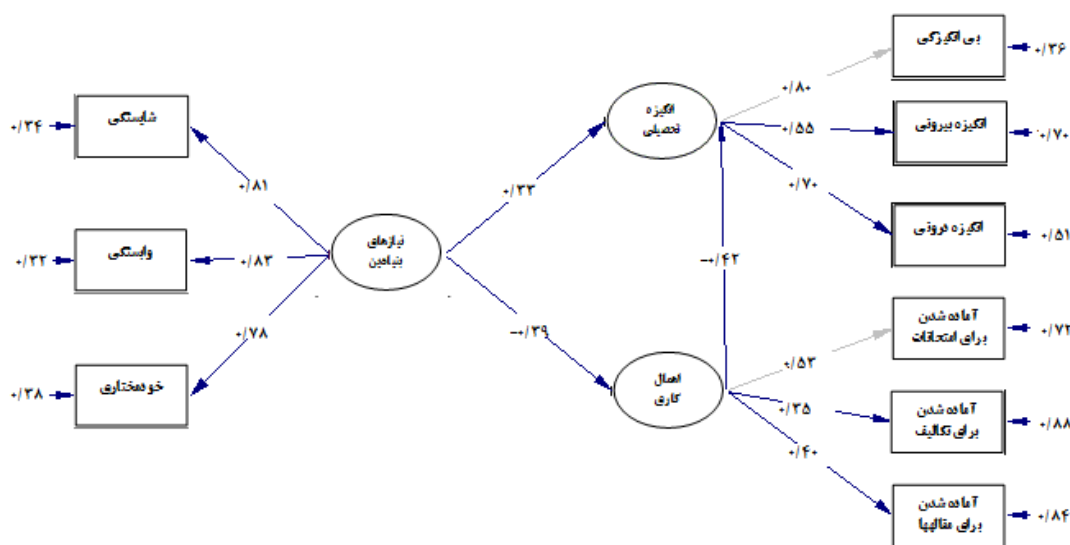 بی انگیزگی
۰/۳۶
۰/۸۰
انگیزه
تحصیلی
شایستگی
۰/۳۴
انگیزه بیرونی
۰/۷۰
۰/۵۵
۰/۸۱
۰/۳۳
۰/۷۰
انگیزه درونی
۰/۵۱
وابستگی
۰/۳۲
۰/۸۳
نیازهای
بنیادین
−۰/۴۲
آماده شدن
برای امتحانات
۰/۷۲
۰/۷۸
−۰/۳۹
۰/۵۳
خودمختاری
۰/۳۸
اهمال
کاری
۰/۳۵
آماده شدن
برای تکالیف
۰/۸۸
۰/۴۰
آماده شدن
برای مقالهها
۰/۸۴